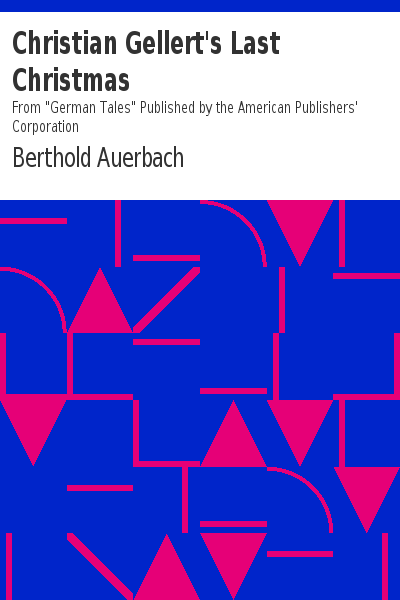 Christian Gellert's Last
Christmas
From "German Tales" Published by the American Publishers'
Corporation
Berthold Auerbach